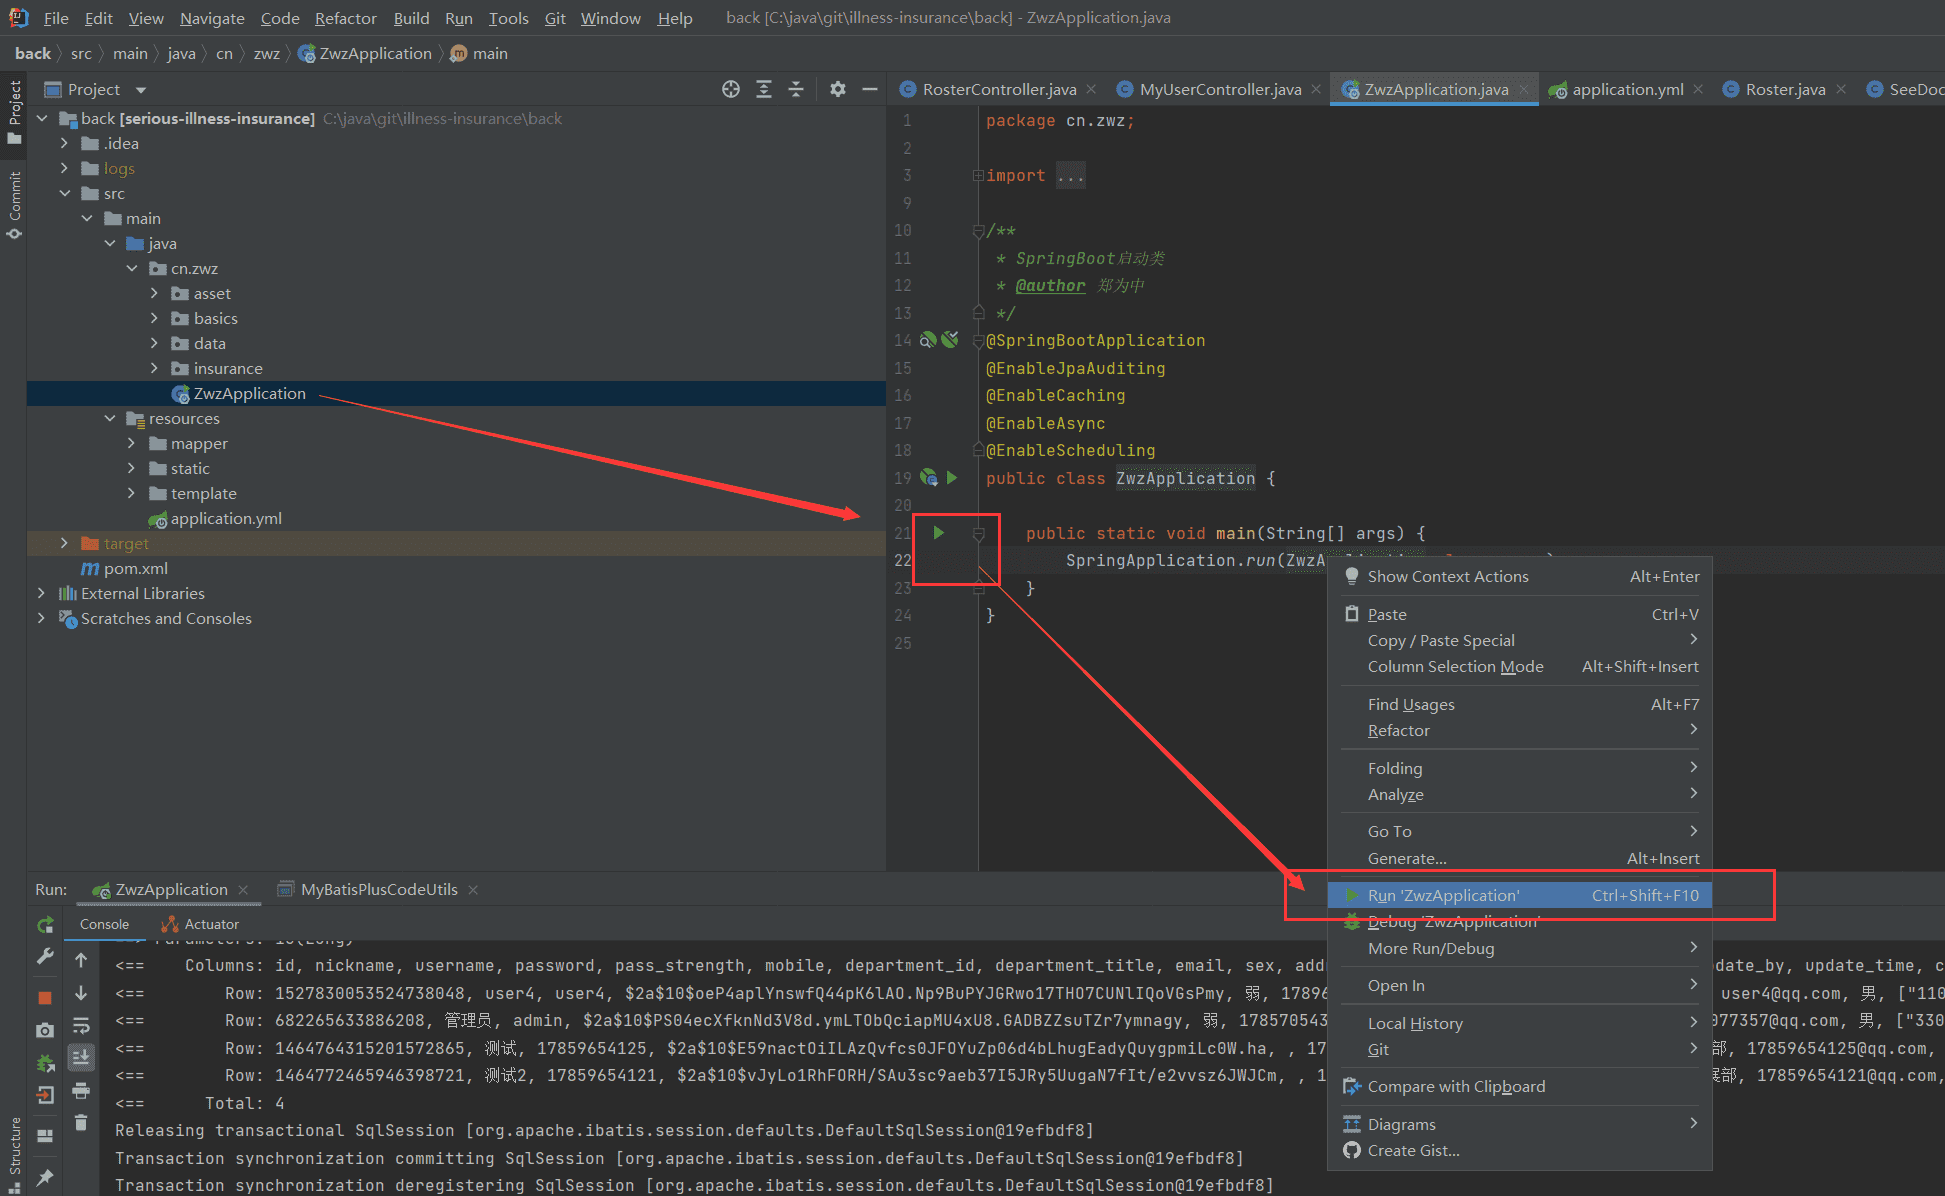 File Edit View Navigate Code Refactor Build Run Tools Git Window Help back [C:\java\git\illness-insurance\back] - ZwzApplication.java
back src main java cn zwz ZwzApplication main
Project
RosterController.java MyUserController.java ZwzApplication.java application.yml Roster.java SeeDoc
Project
Commit
Structure
back [serious-illness-insurance] C:\java\git\illness-insurance\back
.idea
logs
src
main
java
cn.zwz
asset
basics
data
insurance
ZwzApplication
resources
mapper
static
template
application.yml
target
pom.xml
External Libraries
Scratches and Consoles
1 package cn.zwz;
2
3 import ...
9
10 /**
11 * SpringBoot启动类
12 * @author 郑为中
13 */
14 @SpringBootApplication
15 @EnableJpaAuditing
16 @EnableCaching
17 @EnableAsync
18 @EnableScheduling
19 public class ZwzApplication {
20
21 public static void main(String[] args) {
22 SpringApplication.run(ZwzA
23 }
24 }
25
Show Context Actions Alt+Enter
Paste Ctrl+V
Copy / Paste Special
Column Selection Mode Alt+Shift+Insert
Find Usages Alt+F7
Refactor
Folding
Analyze
Go To
Generate... Alt+Insert
Run 'ZwzApplication' Ctrl+Shift+F10
Debug 'ZwzApplication'
More Run/Debug
Open In
Local History
Git
Compare with Clipboard
Diagrams
Create Gist...
Run: ZwzApplication MyBatisPlusCodeUtils
Console Actuator
<== Columns: id, nickname, username, password, pass_strength, mobile, department_id, department_title, email, sex, addr pdate_by, update_time, c
<== Row: 1527830053524738048, user4, user4, $2a$10$oeP4aplYnswfQ44pK6lAO.Np9BuPYJGRwo17THO7CUNlIQoVGsPmy, 弱, 17896 user4@qq.com, 男, ["110
<== Row: 682265633886208, 管理员, admin, $2a$10$PS04ecXfknNd3V8d.ymLTObQciapMU4xU8.GADBZZsuTZr7ymnagy, 弱, 178570543 077357@qq.com, 男, ["330
<== Row: 1464764315201572865, 测试, 17859654125, $2a$10$E59nactOiILAzQvfcs0JFOYuZp06d4bLhugEadyQuygpmiLc0W.ha, , 17 部, 17859654125@qq.com,
<== Row: 1464772465946398721, 测试2, 17859654121, $2a$10$vJyLo1RhFORH/SAu3sc9aeb37I5JRy5UugaN7fIt/e2vvsz6JWJCm, , 1 部, 17859654121@qq.com,
<== Total: 4
Releasing transactional SqlSession [org.apache.ibatis.session.defaults.DefaultSqlSession@19efbdf8]
Transaction synchronization committing SqlSession [org.apache.ibatis.session.defaults.DefaultSqlSession@19efbdf8]
Transaction synchronization deregistering SqlSession [org.apache.ibatis.session.defaults.DefaultSqlSession@19efbdf8]